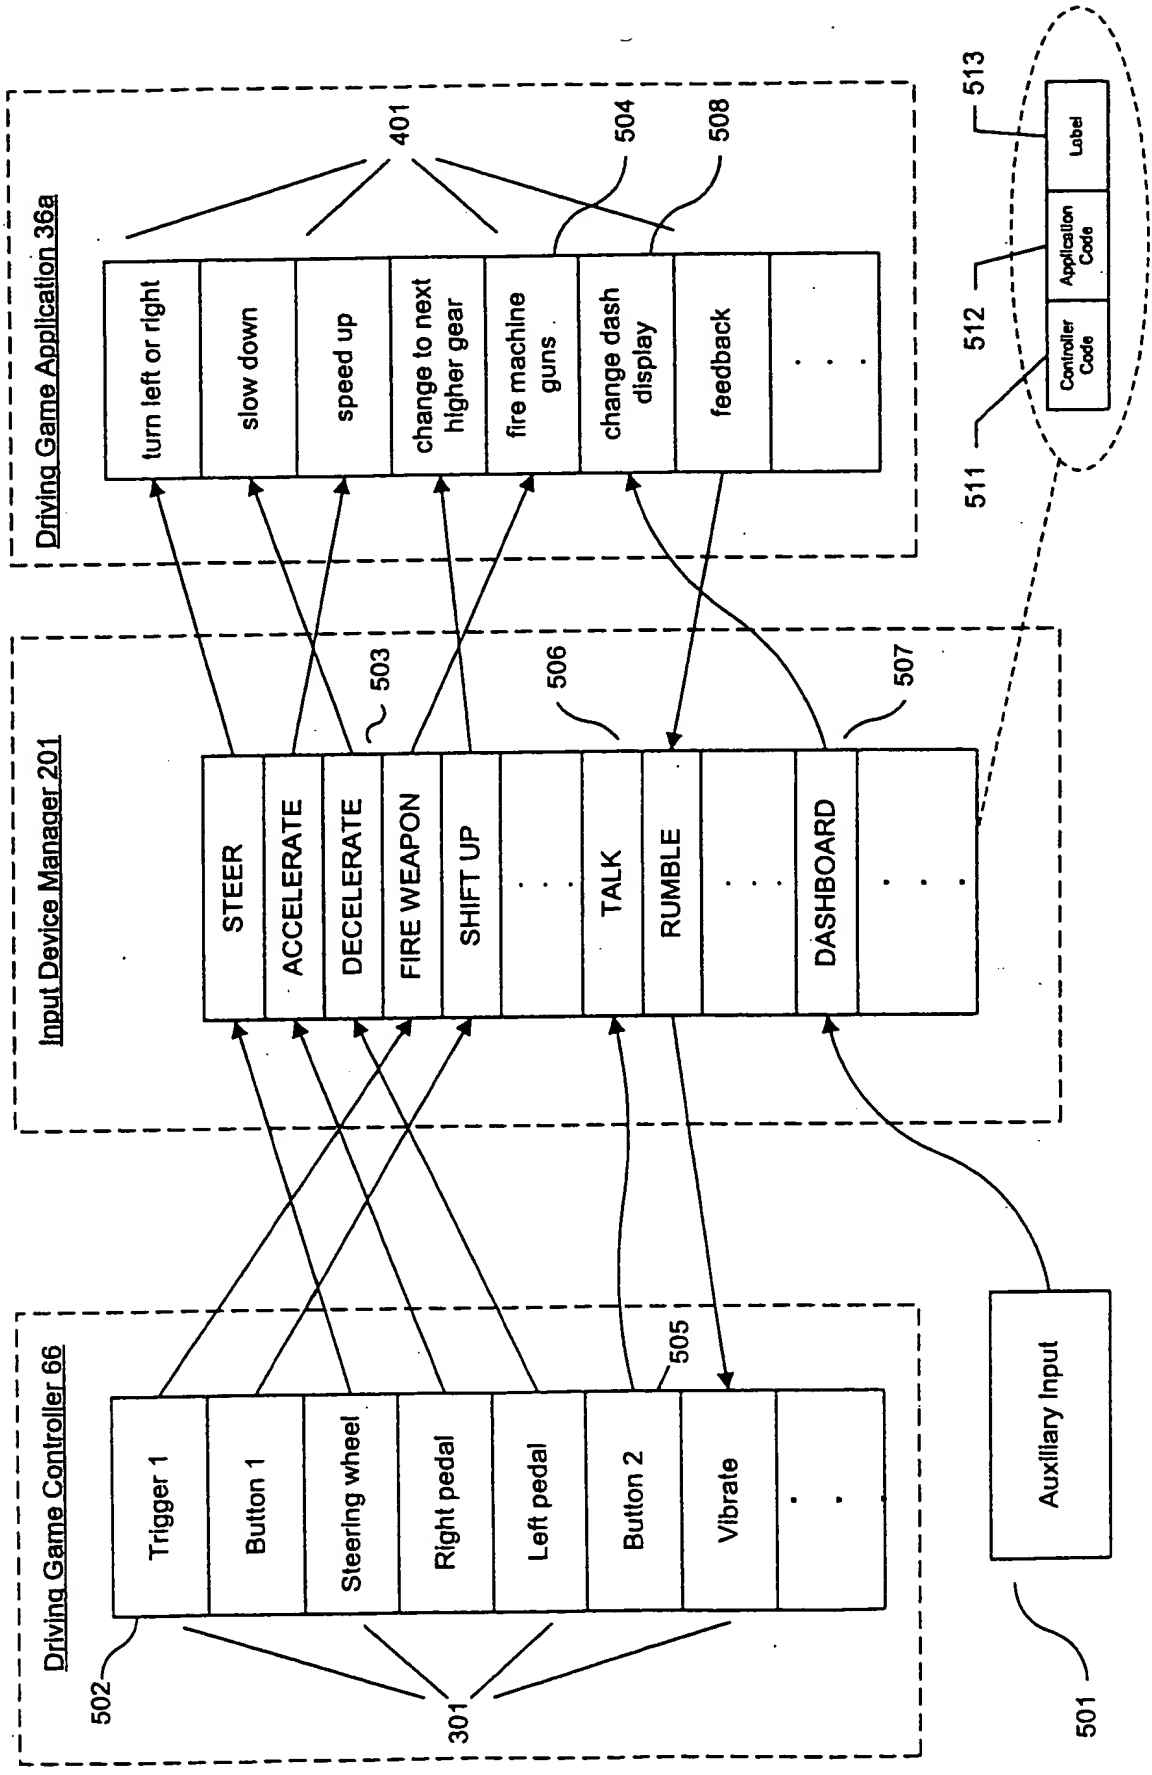 Driving Game Controller 66
502
Trigger 1
Button 1
Steering wheel
Right pedal
Left pedal
Button 2
Vibrate
. . .
301
505
501
Auxiliary Input
Input Device Manager 201
STEER
ACCELERATE
DECELERATE
FIRE WEAPON
SHIFT UP
. . .
TALK
RUMBLE
. . .
DASHBOARD
. . .
503
506
507
Driving Game Application 36a
turn left or right
slow down
speed up
change to next
higher gear
fire machine
guns
change dash
display
feedback
. . .
401
504
508
511
512
513
Controller
Code
Application
Code
Label